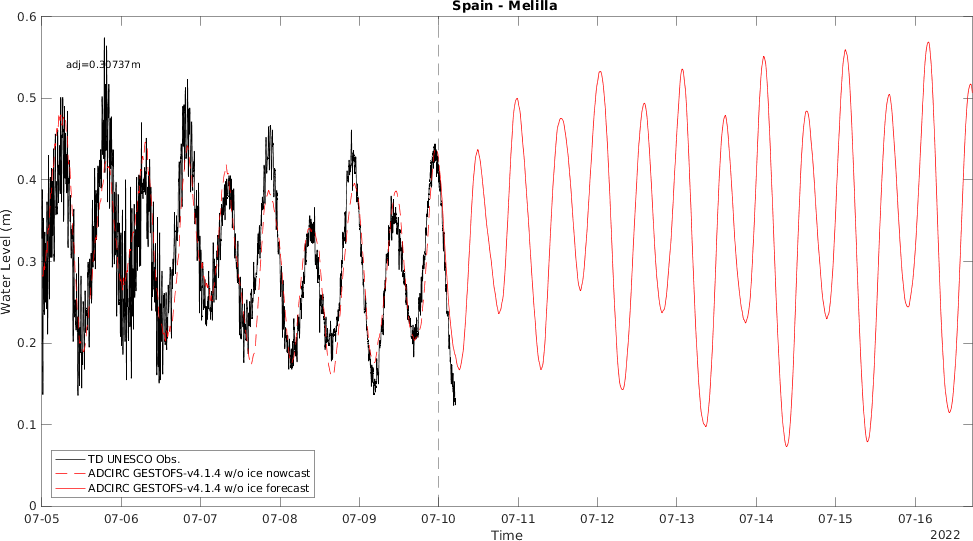 Spain - Melilla
adj=0.30737m
Water Level (m)
0.6
0.5
0.4
0.3
0.2
0.1
0
TD UNESCO Obs.
ADCIRC GESTOFS-v4.1.4 w/o ice nowcast
ADCIRC GESTOFS-v4.1.4 w/o ice forecast
07-05 07-06 07-07 07-08 07-09 07-10 07-11 07-12 07-13 07-14 07-15 07-16
Time
2022